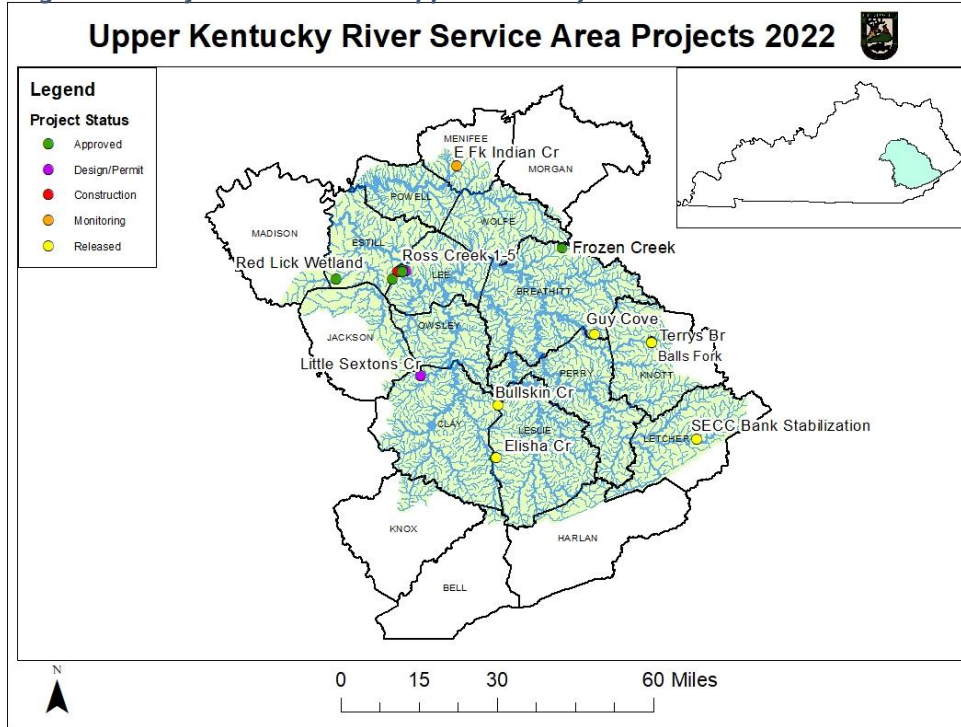 Upper Kentucky River Service Area Projects 2022
Legend
Project Status
Approved
Design/Permit
Construction
Monitoring
Released
MENIFEE
E Fk Indian Cr
MORGAN
POWELL
WOLFE
MADISON
ESTILL
Frozen Creek
Ross Creek 1-5
Red Lick Wetland
LEE
BREATHITT
Guy Cove
OWSLEY
Terrys Br
JACKSON
Balls Fork
Little Sextons Cr
PERRY
KNOTT
Bullskin Cr
CLAY
LESLIE
SECC Bank Stabilization
LETCHER
Elisha Cr
KNOX
HARLAN
BELL
N
0 15 30 60 Miles